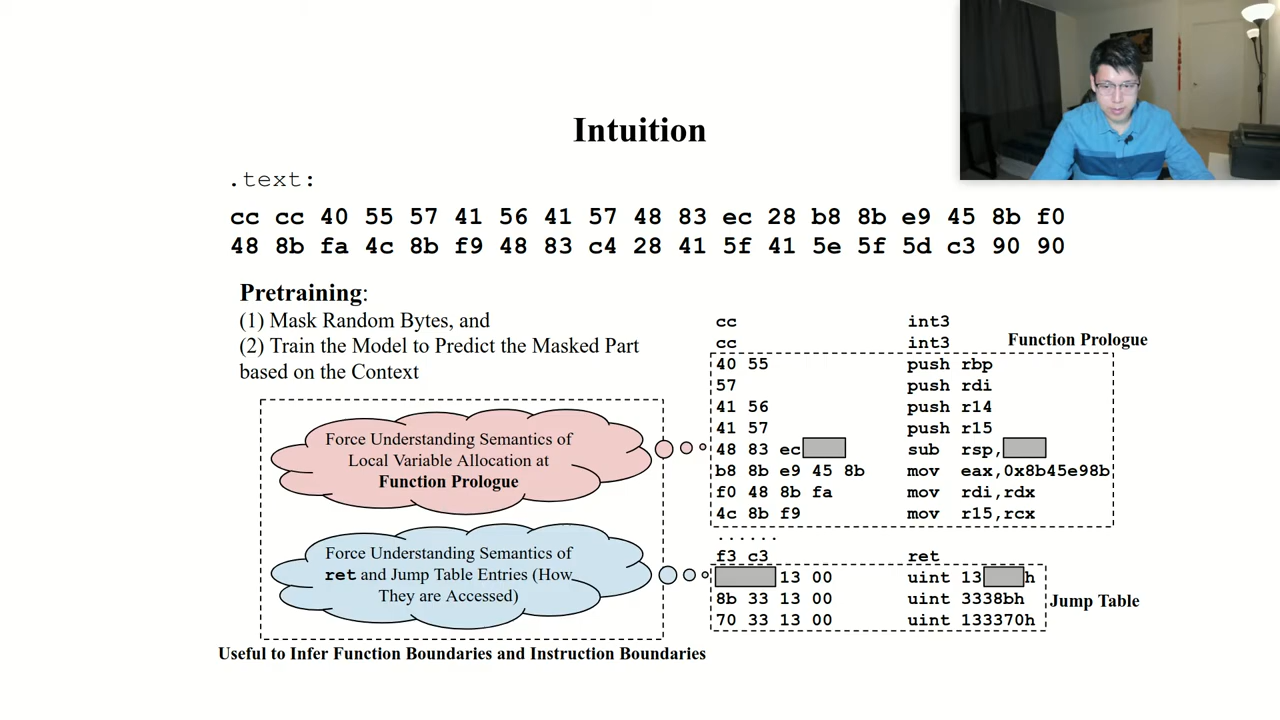 Intuition
.text:
cc cc 40 55 57 41 56 41 57 48 83 ec 28 b8 8b e9 45 8b f0
48 8b fa 4c 8b f9 48 83 c4 28 41 5f 41 5e 5f 5d c3 90 90
Pretraining:
(1) Mask Random Bytes, and
(2) Train the Model to Predict the Masked Part
based on the Context
Force Understanding Semantics of
Local Variable Allocation at
Function Prologue
Force Understanding Semantics of
ret and Jump Table Entries (How
They are Accessed)
Useful to Infer Function Boundaries and Instruction Boundaries
cc int3
cc int3
Function Prologue
40 55 push rbp
57 push rdi
41 56 push r14
41 57 push r15
48 83 ec sub rsp,
b8 8b e9 45 8b mov eax,0x8b45e98b
f0 48 8b fa mov rdi,rdx
4c 8b f9 mov r15,rcx
......
f3 c3 ret
13 00 uint 13 h
8b 33 13 00 uint 3338bh
Jump Table
70 33 13 00 uint 133370h